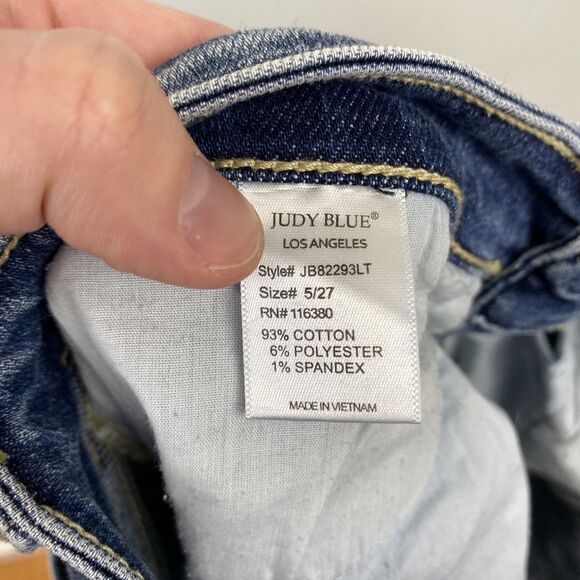 JUDY BLUE®
LOS ANGELES
Style# JB82293LT
Size# 5/27
RN# 116380
93% COTTON
6% POLYESTER
1% SPANDEX
MADE IN VIETNAM